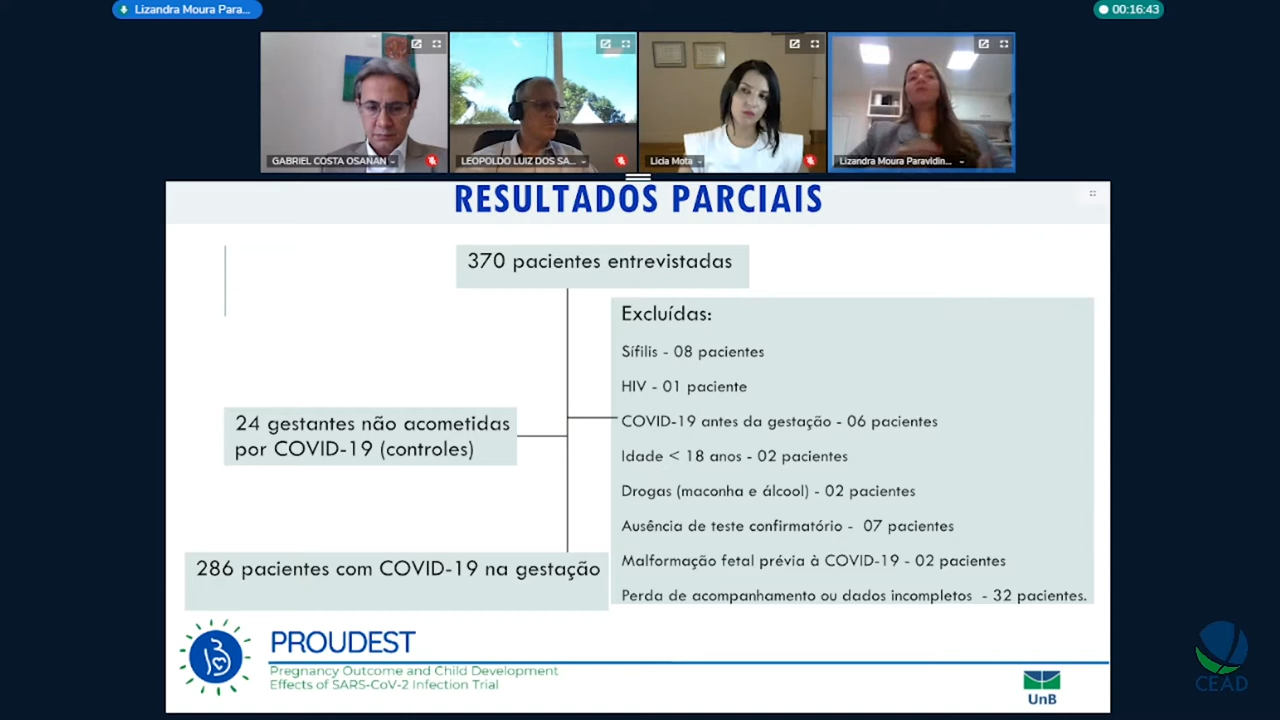 Lizandra Moura Para...
00:16:43
GABRIEL COSTA OSANAN
LEOPOLDO LUIZ DOS SA...
Licia Mota
Lizandra Moura Paravidin...
RESULTADOS PARCIAIS
370 pacientes entrevistadas
Excluídas:
Sífilis - 08 pacientes
HIV - 01 paciente
COVID-19 antes da gestação - 06 pacientes
Idade < 18 anos - 02 pacientes
Drogas (maconha e álcool) - 02 pacientes
Ausência de teste confirmatório - 07 pacientes
Malformação fetal prévia à COVID-19 - 02 pacientes
Perda de acompanhamento ou dados incompletos - 32 pacientes.
24 gestantes não acometidas
por COVID-19 (controles)
286 pacientes com COVID-19 na gestação
PROUDEST
Pregnancy Outcome and Child Development
Effects of SARS-CoV-2 Infection Trial
UnB
CEAD